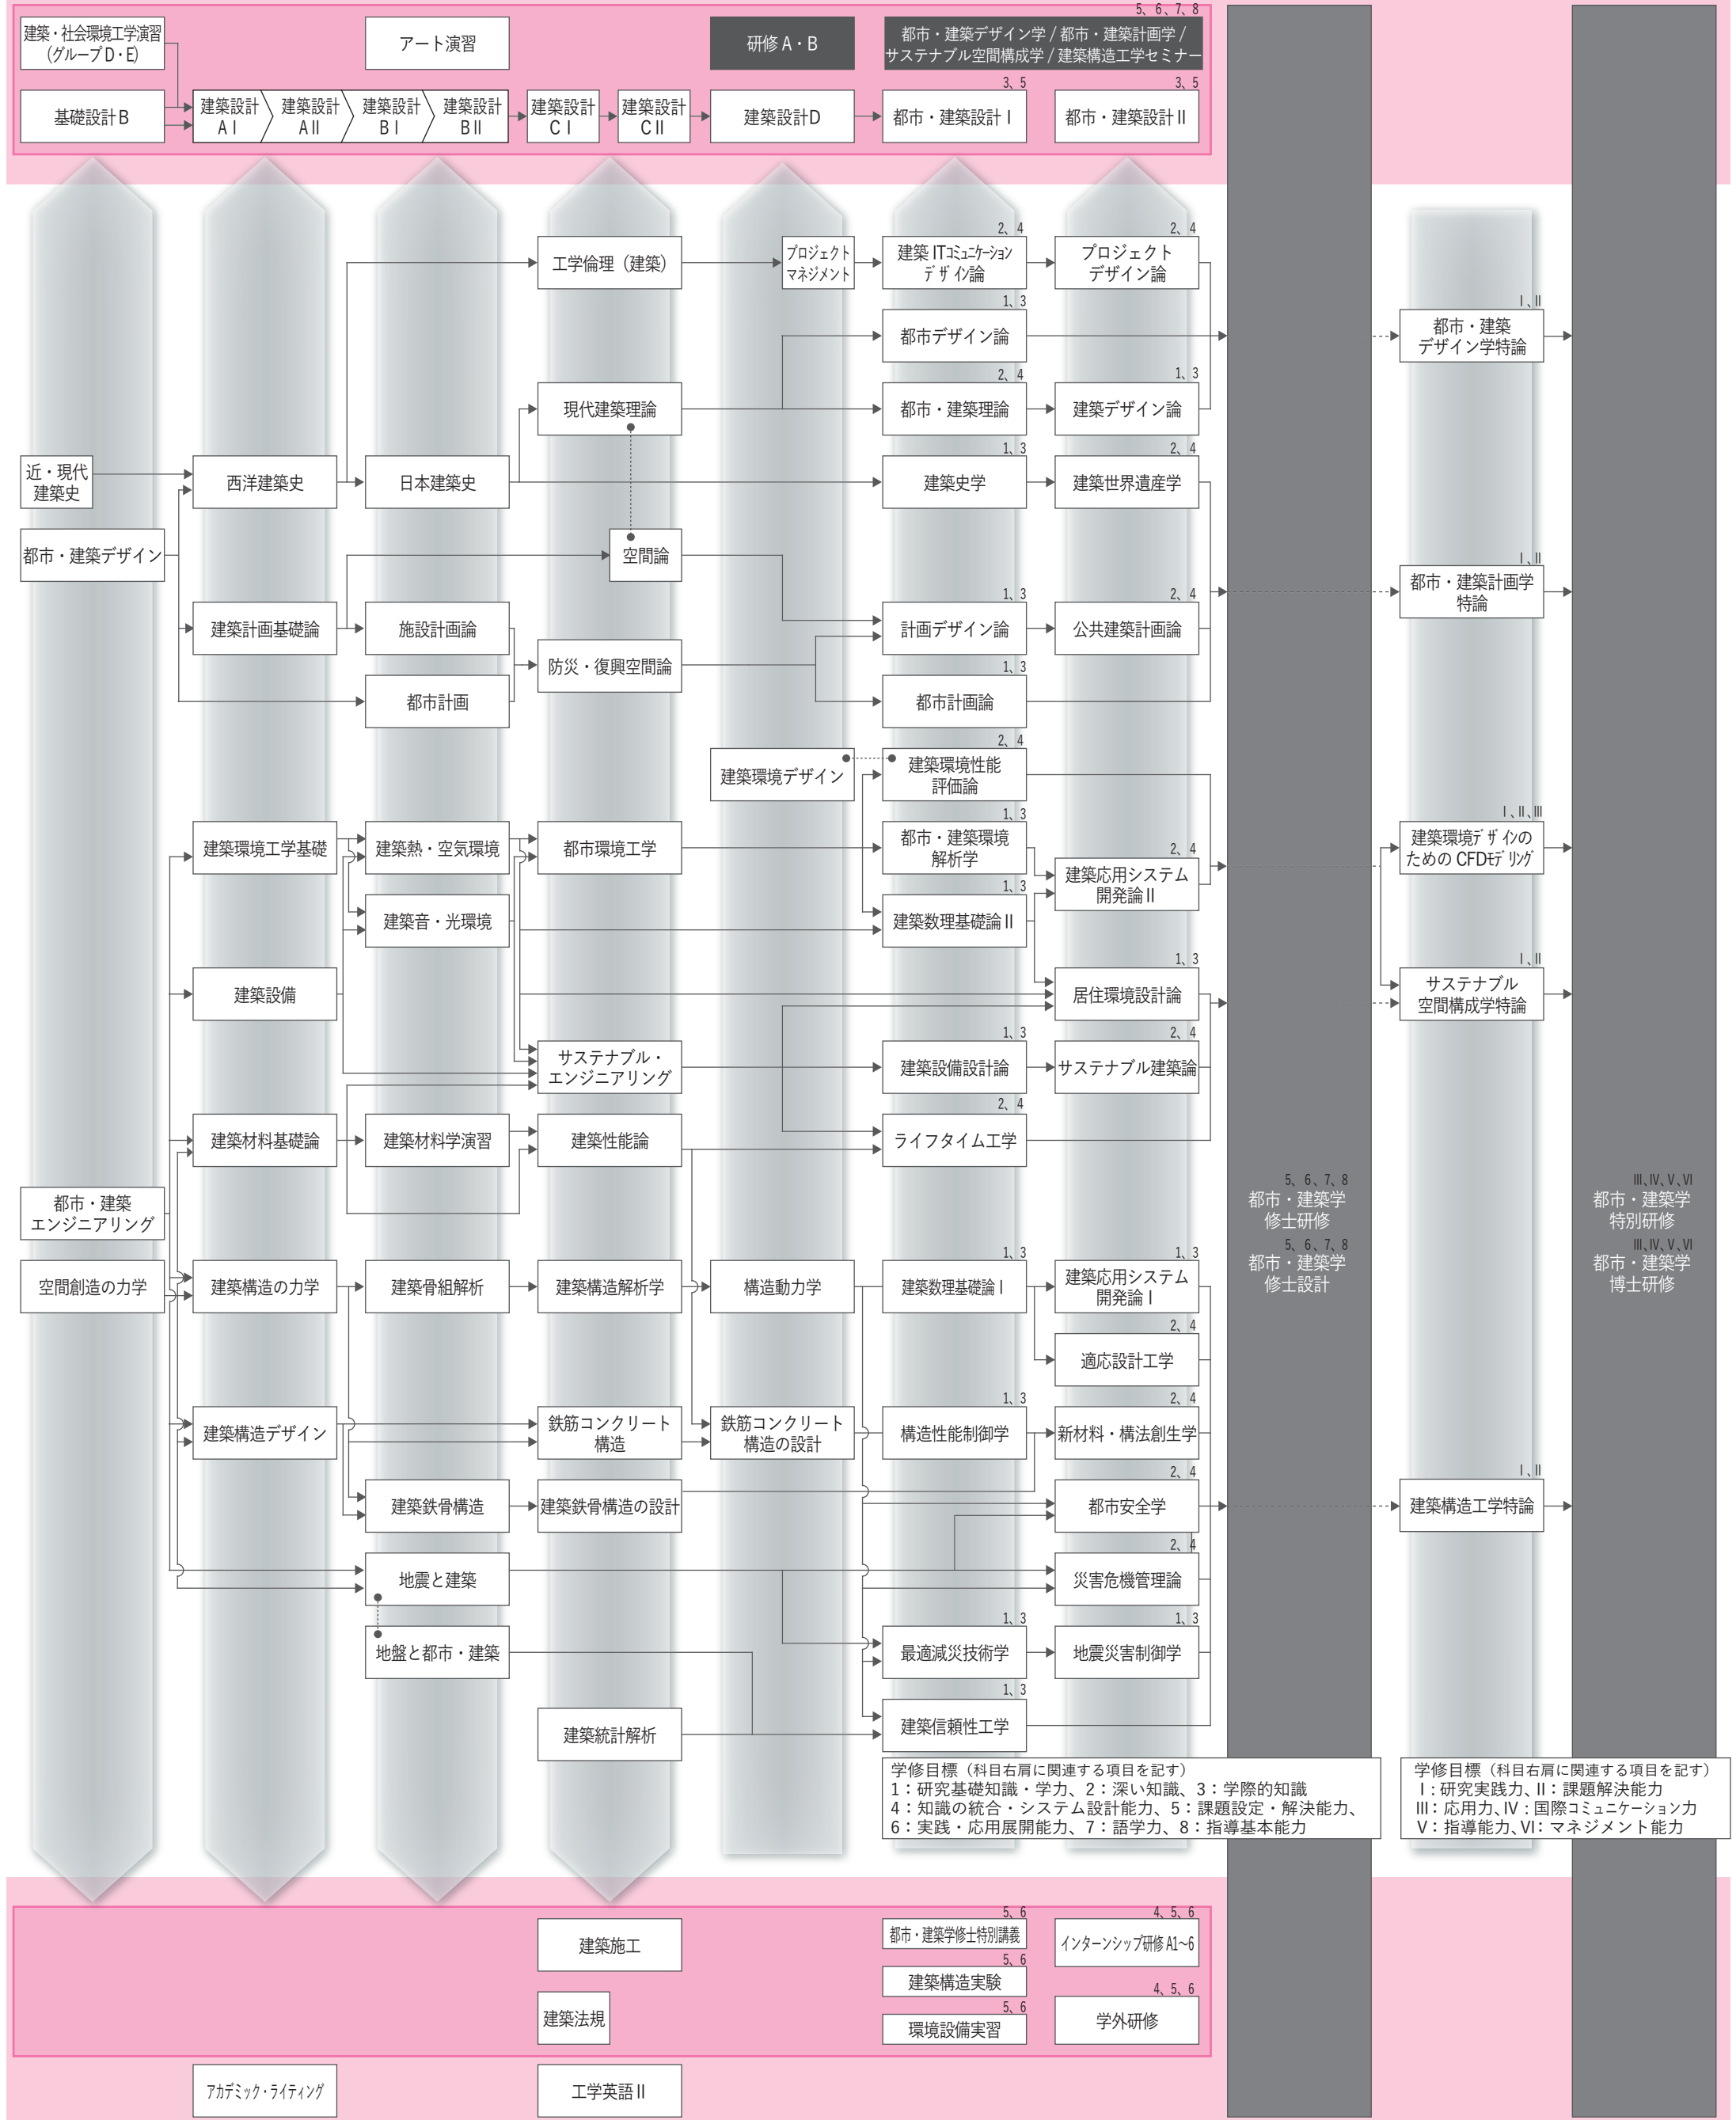 5、6、7、8
建築・社会環境工学演習
(グループD・E)
アート演習
研修A・B
都市・建築デザイン学 / 都市・建築計画学 /
サステナブル空間構成学 / 建築構造工学セミナー
3、5
3、5
基礎設計B
建築設計
AⅠ
建築設計
AⅡ
建築設計
BⅠ
建築設計
BⅡ
建築設計
CⅠ
建築設計
CⅡ
建築設計D
都市・建築設計Ⅰ
都市・建築設計Ⅱ
2、4
2、4
工学倫理（建築）
プロジェクト
マネジメント
建築ITコミュニケーション
デザイン論
プロジェクト
デザイン論
1、3
都市デザイン論
Ⅰ、Ⅱ
都市・建築
デザイン学特論
2、4
1、3
現代建築理論
都市・建築理論
建築デザイン論
1、3
2、4
近・現代
建築史
西洋建築史
日本建築史
建築史学
建築世界遺産学
都市・建築デザイン
空間論
Ⅰ、Ⅱ
都市・建築計画学
特論
1、3
2、4
建築計画基礎論
施設計画論
計画デザイン論
公共建築計画論
防災・復興空間論
1、3
都市計画
都市計画論
2、4
建築環境デザイン
建築環境性能
評価論
1、3
Ⅰ、Ⅱ、Ⅲ
建築環境工学基礎
建築熱・空気環境
都市環境工学
都市・建築環境
解析学
建築環境デザインの
ためのCFDモデリング
2、4
建築応用システム
開発論Ⅱ
1、3
建築音・光環境
建築数理基礎論Ⅱ
1、3
Ⅰ、Ⅱ
建築設備
居住環境設計論
サステナブル
空間構成学特論
1、3
2、4
サステナブル・
エンジニアリング
建築設備設計論
サステナブル建築論
2、4
建築材料基礎論
建築材料学演習
建築性能論
ライフタイム工学
都市・建築
エンジニアリング
5、6、7、8
都市・建築学
修士研修
Ⅲ、Ⅳ、Ⅴ、Ⅵ
都市・建築学
特別研修
5、6、7、8
都市・建築学
修士設計
Ⅲ、Ⅳ、Ⅴ、Ⅵ
都市・建築学
博士研修
1、3
1、3
空間創造の力学
建築構造の力学
建築骨組解析
建築構造解析学
構造動力学
建築数理基礎論Ⅰ
建築応用システム
開発論Ⅰ
2、4
適応設計工学
1、3
2、4
建築構造デザイン
鉄筋コンクリート
構造
鉄筋コンクリート
構造の設計
構造性能制御学
新材料・構法創生学
2、4
Ⅰ、Ⅱ
建築鉄骨構造
建築鉄骨構造の設計
都市安全学
建築構造工学特論
2、4
地震と建築
災害危機管理論
1、3
1、3
地盤と都市・建築
最適減災技術学
地震災害制御学
1、3
建築統計解析
建築信頼性工学
学修目標（科目右肩に関連する項目を記す）
1：研究基礎知識・学力、2：深い知識、3：学際的知識
4：知識の統合・システム設計能力、5：課題設定・解決能力、
6：実践・応用展開能力、7：語学力、8：指導基本能力
学修目標（科目右肩に関連する項目を記す）
Ⅰ：研究実践力、Ⅱ：課題解決能力
Ⅲ：応用力、Ⅳ：国際コミュニケーション力
Ⅴ：指導能力、Ⅵ：マネジメント能力
5、6
4、5、6
建築施工
都市・建築学修士特別講義
インターンシップ研修A1～6
5、6
建築構造実験
4、5、6
建築法規
5、6
環境設備実習
学外研修
アカデミック・ライティング
工学英語Ⅱ